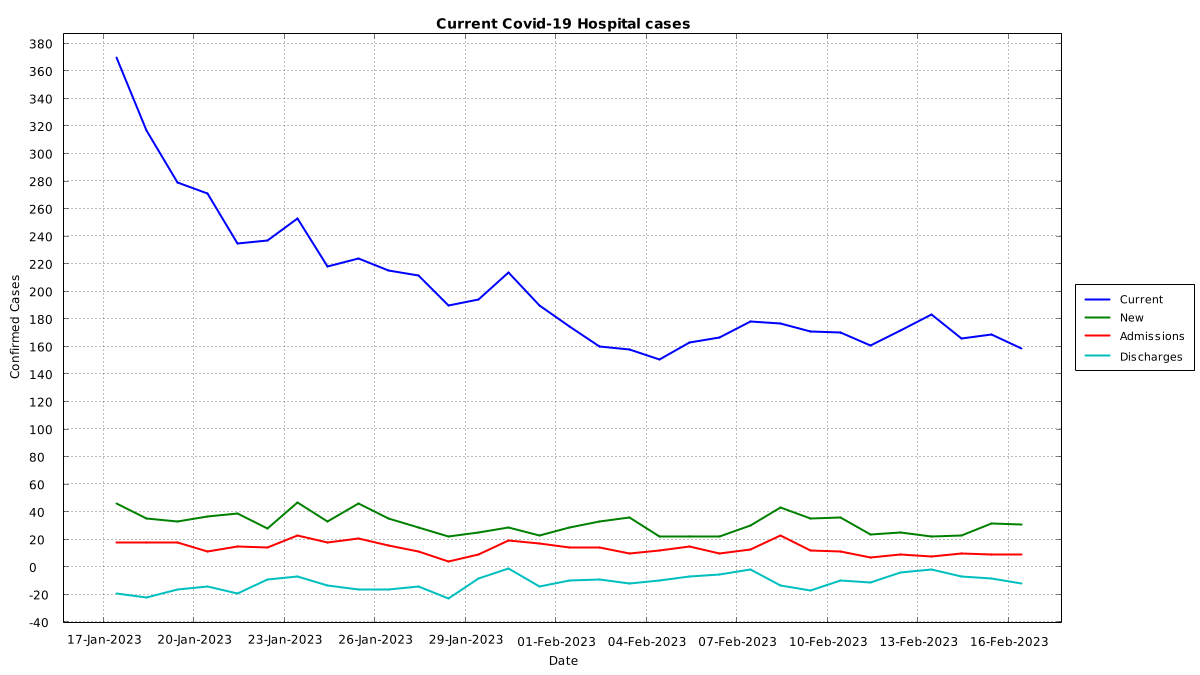 Current Covid-19 Hospital cases
380
360
340
320
300
280
260
240
220
200
180
160
140
120
100
80
60
40
20
0
-20
-40
Confirmed Cases
17-Jan-2023
20-Jan-2023
23-Jan-2023
26-Jan-2023
29-Jan-2023
01-Feb-2023
04-Feb-2023
07-Feb-2023
10-Feb-2023
13-Feb-2023
16-Feb-2023
Date
Current
New
Admissions
Discharges